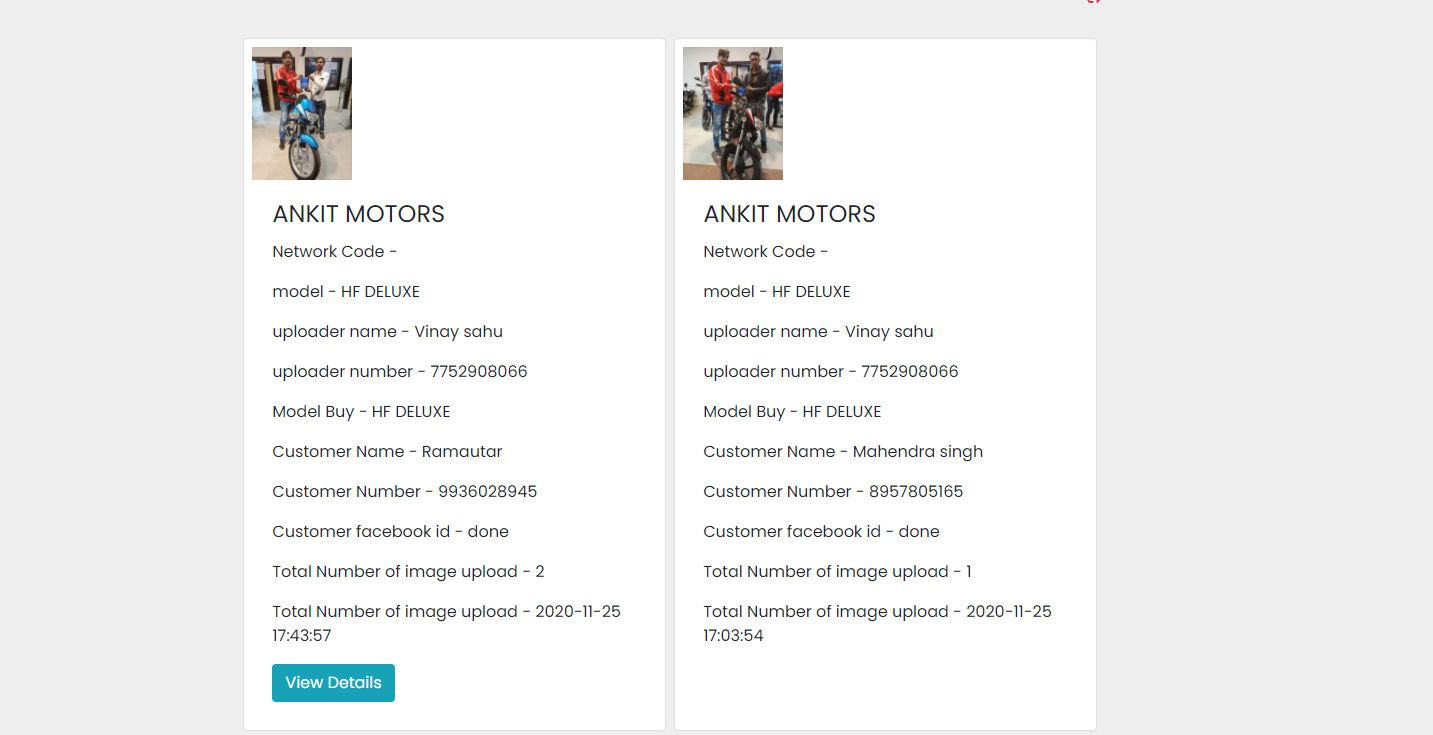 ANKIT MOTORS
Network Code -
model - HF DELUXE
uploader name - Vinay sahu
uploader number - 7752908066
Model Buy - HF DELUXE
Customer Name - Ramautar
Customer Number - 9936028945
Customer facebook id - done
Total Number of image upload - 2
Total Number of image upload - 2020-11-25
17:43:57
View Details
ANKIT MOTORS
Network Code -
model - HF DELUXE
uploader name - Vinay sahu
uploader number - 7752908066
Model Buy - HF DELUXE
Customer Name - Mahendra singh
Customer Number - 8957805165
Customer facebook id - done
Total Number of image upload - 1
Total Number of image upload - 2020-11-25
17:03:54